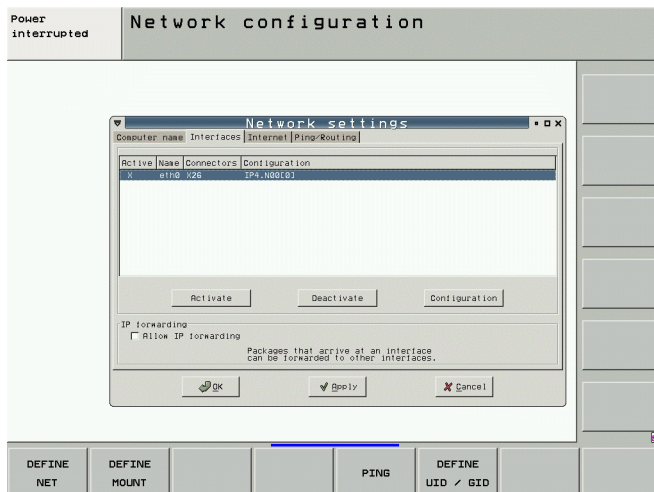 Power
interrupted
Network configuration
Network settings
Computer name Interfaces Internet Ping/Routing
Active Name Connectors Configuration
X eth0 X26 IP4.N00[0]
Activate Deactivate Configuration
IP forwarding
Allow IP forwarding
Packages that arrive at an interface
can be forwarded to other interfaces.
OK Apply Cancel
DEFINE
NET
DEFINE
MOUNT
PING
DEFINE
UID / GID